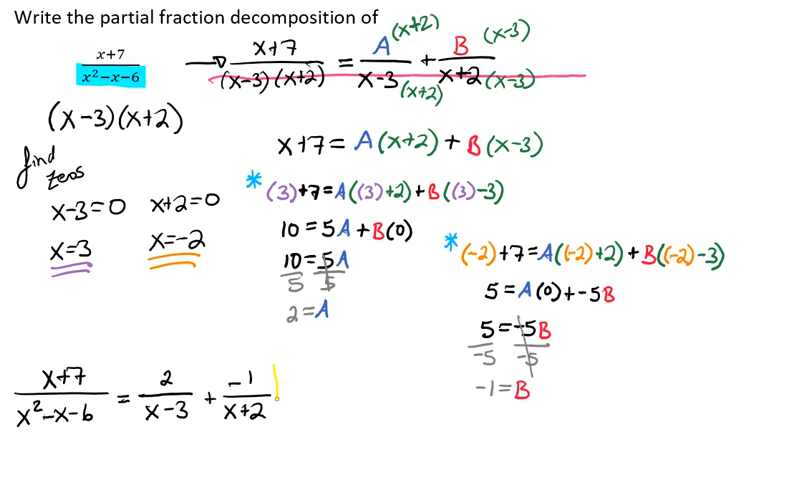 Write the partial fraction decomposition of
x+7 / x²−x−6 → x+7 / (x−3)(x+2) = A (x+2) / x−3 (x+2) + B (x−3) / x+2 (x−3)
(x−3)(x+2)
find zeros
x−3=0 x+2=0
x=3 x=−2
x+7 = A(x+2) + B(x−3)
* (3)+7=A((3)+2)+B((3)−3)
10 = 5A + B(0)
10 = 5A
5 5
2 = A
* (−2)+7=A((−2)+2)+B((−2)−3)
5 = A(0)+−5B
5 = −5B
−5 −5
−1 = B
x+7 / x²−x−6 = 2 / x−3 + −1 / x+2